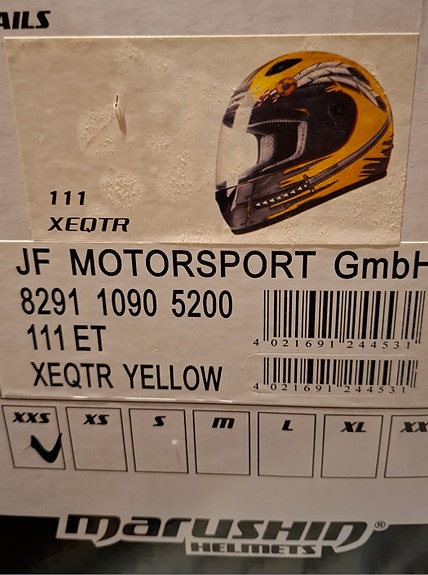 AILS
111
XEQTR
JF MOTORSPORT GmbH
8291 1090 5200
111 ET
4 021691 244531
XEQTR YELLOW
4 021691 244531
XXS XS S M L XL XX
marushin®
HELMETS